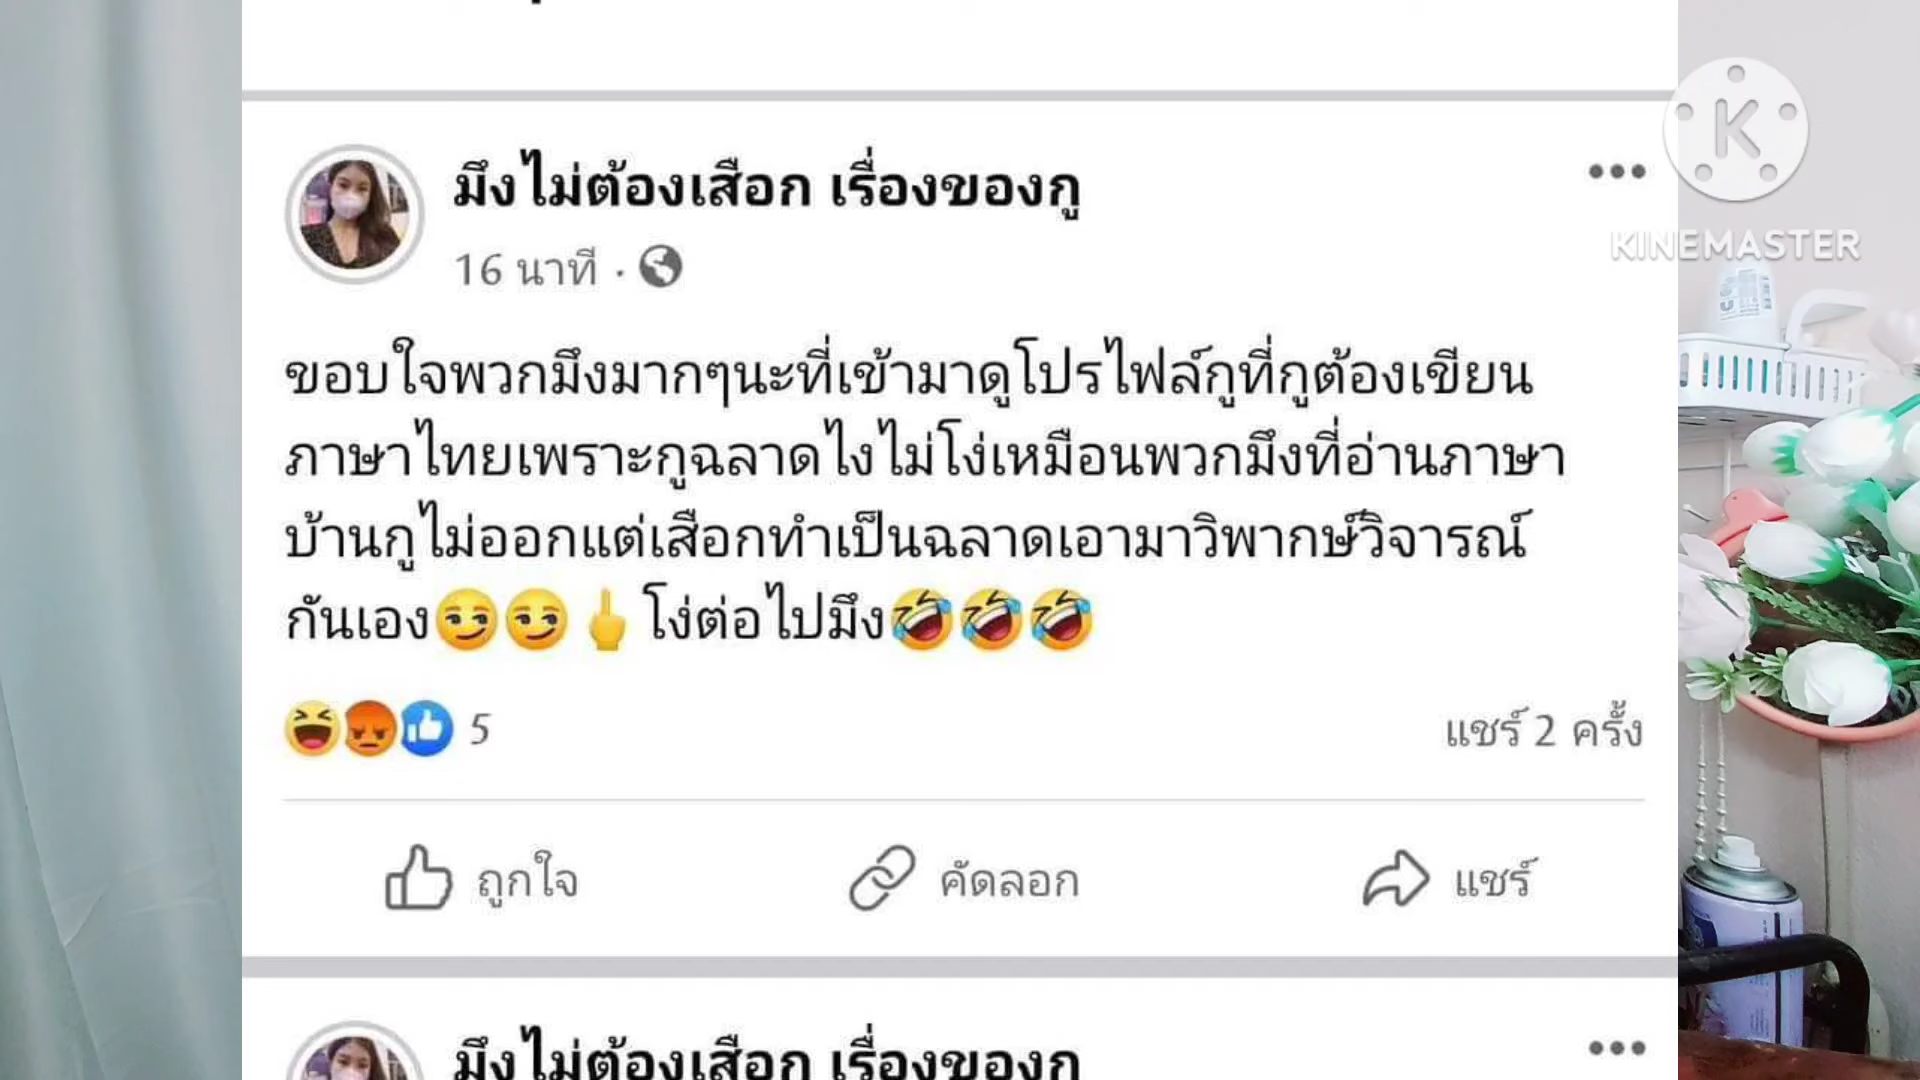 มึงไม่ต้องเสือก เรื่องของกู
16 นาที ·
ขอบใจพวกมึงมากๆนะที่เข้ามาดูโปรไฟล์กูที่กูต้องเขียน
ภาษาไทยเพราะกูฉลาดไงไม่โง่เหมือนพวกมึงที่อ่านภาษา
บ้านกูไม่ออกแต่เสือกทำเป็นฉลาดเอามาวิพากษ์วิจารณ์
กันเอง😏😏🖕โง่ต่อไปมึง🤣🤣🤣
5
แชร์ 2 ครั้ง
ถูกใจ
คัดลอก
แชร์
มึงไม่ต้องเสือก เรื่องของกู
K
KINEMASTER